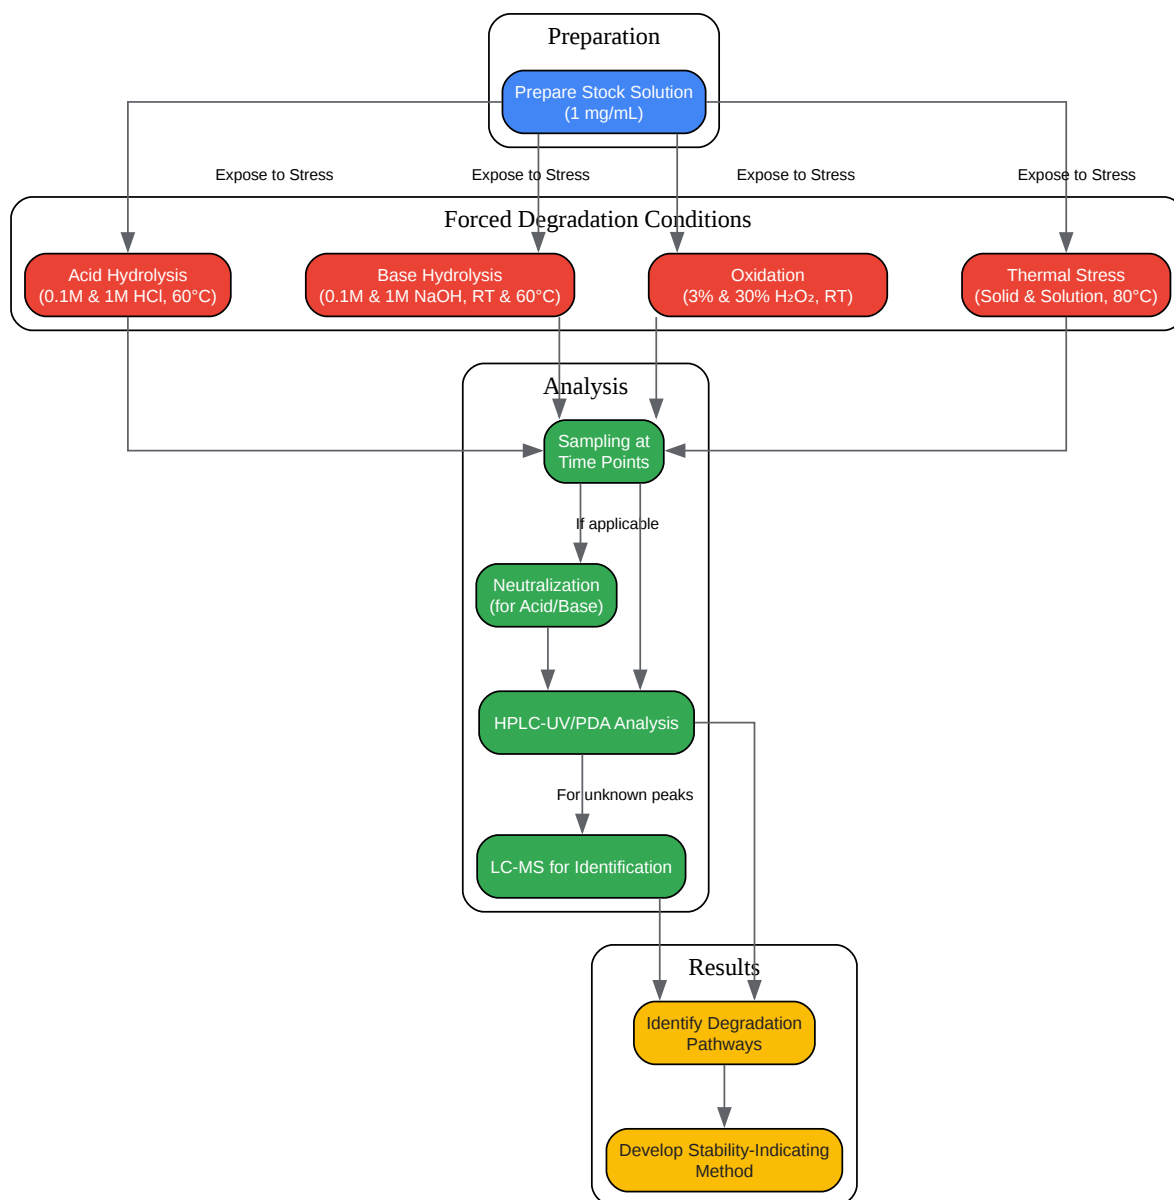 Preparation
Prepare Stock Solution
(1 mg/mL)
Expose to Stress
Expose to Stress
Expose to Stress
Expose to Stress
Forced Degradation Conditions
Acid Hydrolysis
(0.1M & 1M HCl, 60°C)
Base Hydrolysis
(0.1M & 1M NaOH, RT & 60°C)
Oxidation
(3% & 30% H₂O₂, RT)
Thermal Stress
(Solid & Solution, 80°C)
Analysis
Sampling at
Time Points
If applicable
Neutralization
(for Acid/Base)
HPLC-UV/PDA Analysis
For unknown peaks
LC-MS for Identification
Results
Identify Degradation
Pathways
Develop Stability-Indicating
Method